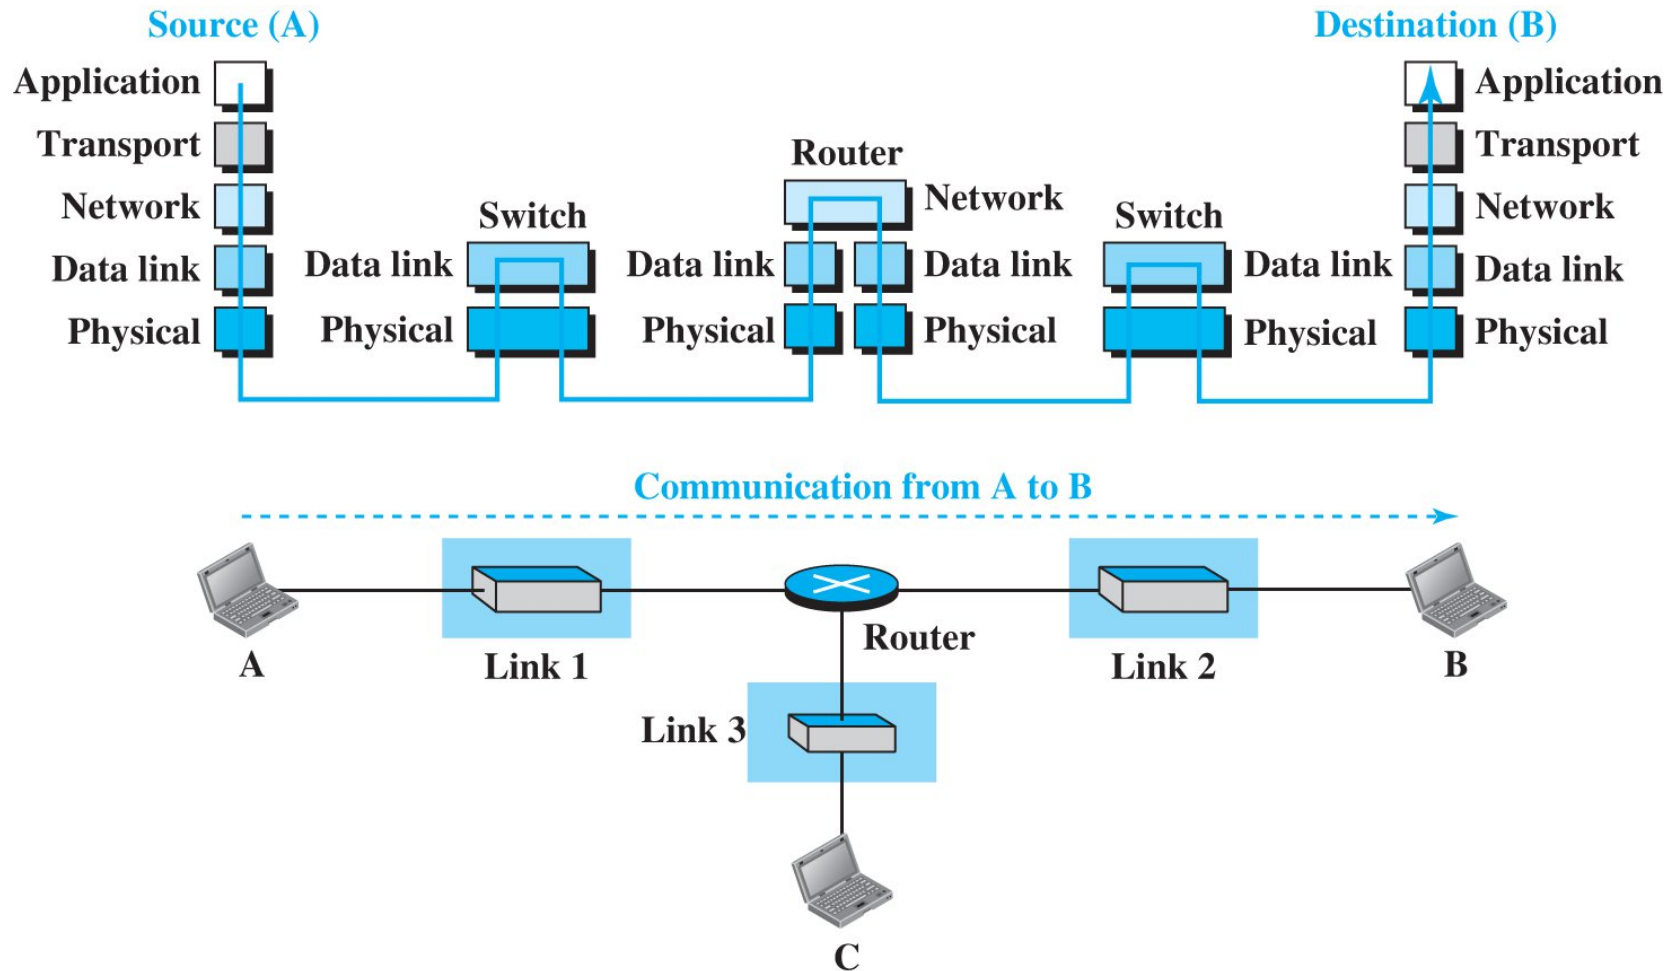 Source (A)
Destination (B)
Application
Application
Transport
Transport
Router
Network
Switch
Network
Switch
Network
Data link
Data link
Data link
Data link
Data link
Data link
Physical
Physical
Physical
Physical
Physical
Physical
Communication from A to B
Router
A
Link 1
Link 2
B
Link 3
C